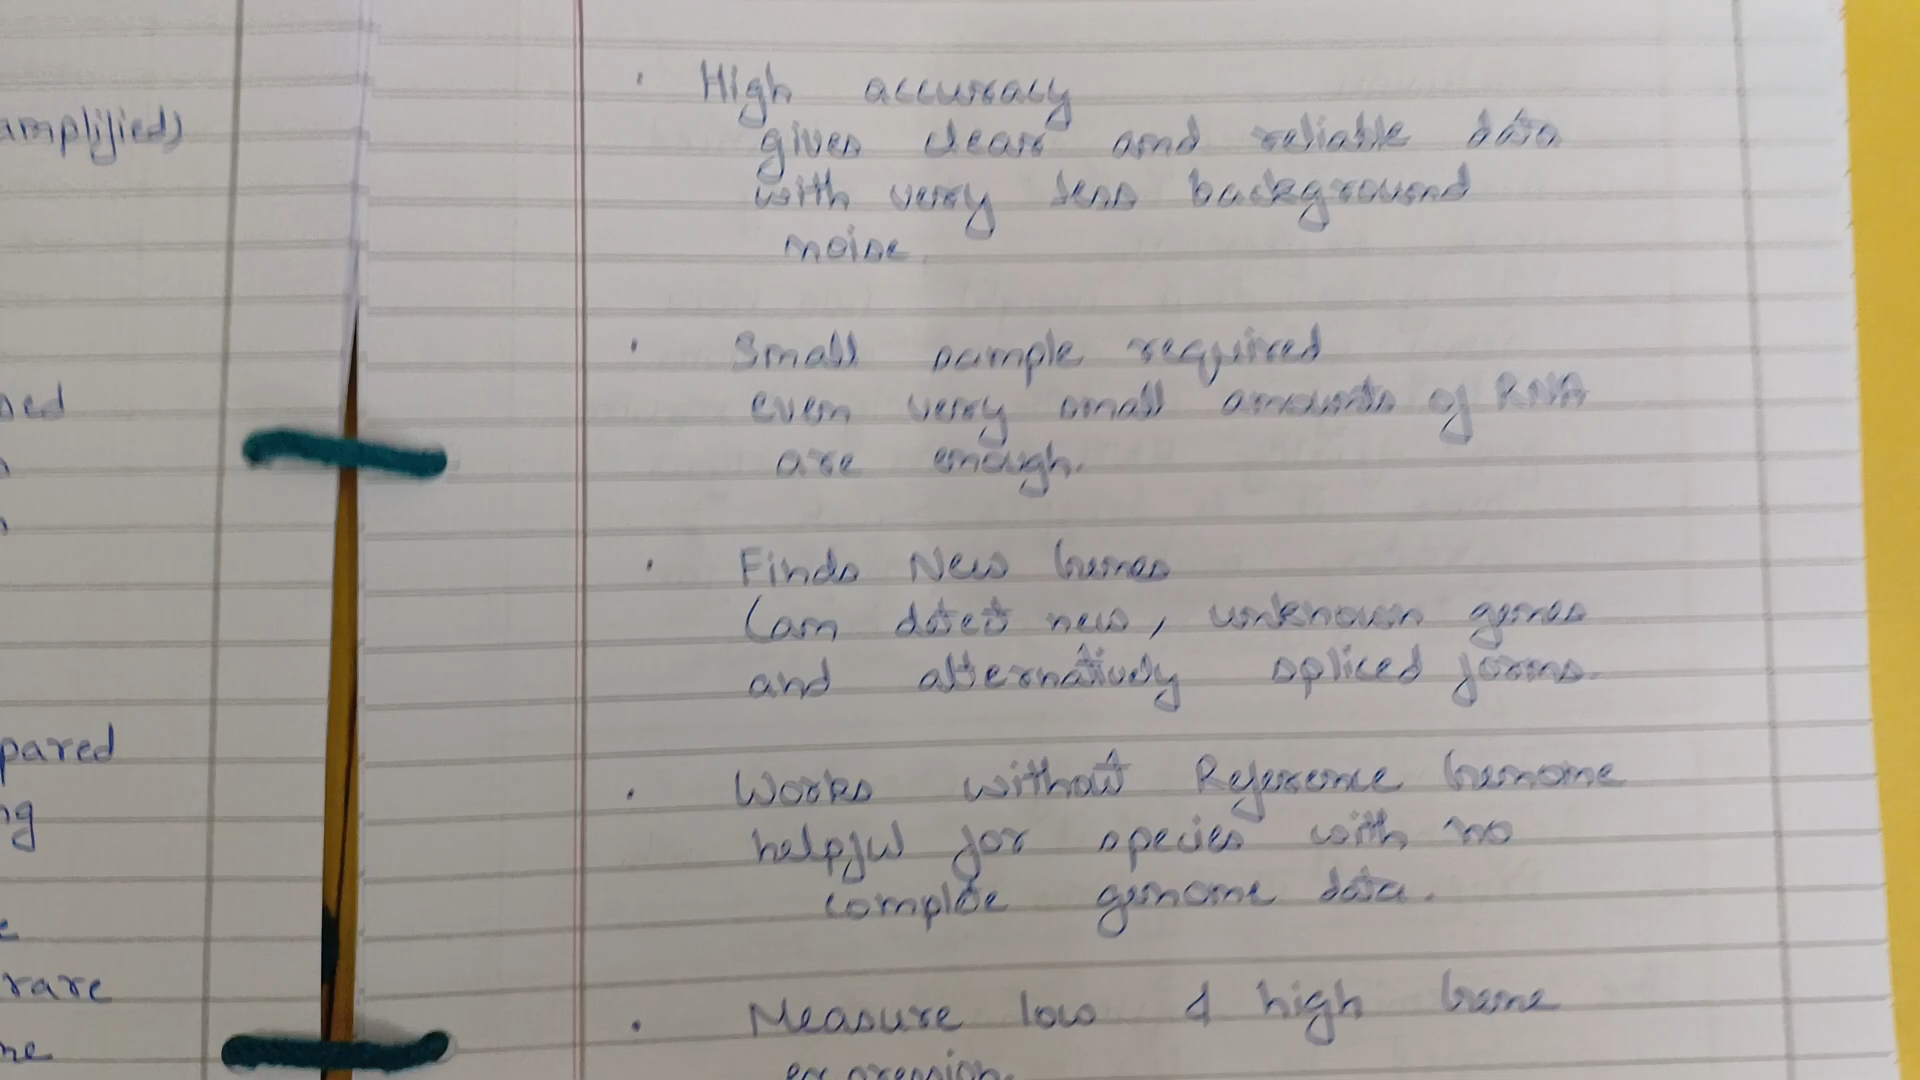 amplified)
sed
pared
ng
rare
ne
• High accuracy
gives clear and reliable data
with very less background
noise
• Small sample required
even very small amounts of RNA
are enough.
• Finds New Genes
Can detect new, unknown genes
and alternatively spliced forms.
• Works without Reference Genome
helpful for species with no
complete genome data.
• Measure low & high Gene
expression.